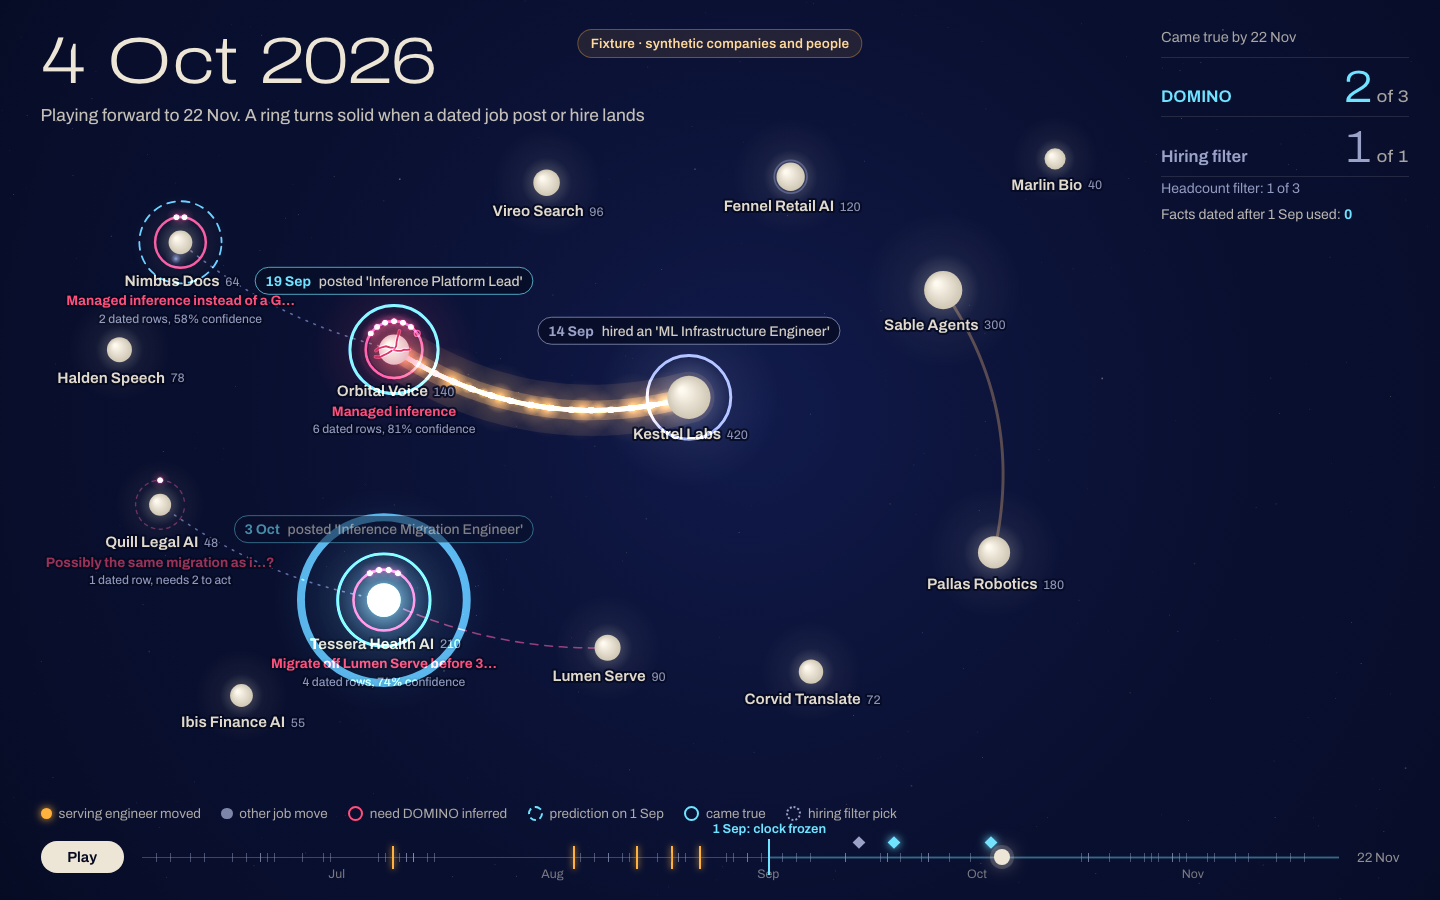 4 Oct 2026
Playing forward to 22 Nov. A ring turns solid when a dated job post or hire lands
Fixture · synthetic companies and people
Came true by 22 Nov
DOMINO 2 of 3
Hiring filter 1 of 1
Headcount filter: 1 of 3
Facts dated after 1 Sep used: 0
Vireo Search 96
Fennel Retail AI 120
Marlin Bio 40
Nimbus Docs 64
Managed inference instead of a G...
2 dated rows, 58% confidence
19 Sep posted 'Inference Platform Lead'
Halden Speech 78
Orbital Voice 140
Managed inference
6 dated rows, 81% confidence
14 Sep hired an 'ML Infrastructure Engineer'
Kestrel Labs 420
Sable Agents 300
Quill Legal AI 48
Possibly the same migration as i...?
1 dated row, needs 2 to act
3 Oct posted 'Inference Migration Engineer'
Tessera Health AI 210
Migrate off Lumen Serve before 3...
4 dated rows, 74% confidence
Pallas Robotics 180
Lumen Serve 90
Corvid Translate 72
Ibis Finance AI 55
serving engineer moved
other job move
need DOMINO inferred
prediction on 1 Sep
came true
hiring filter pick
1 Sep: clock frozen
Play
22 Nov
Jul
Aug
Sep
Oct
Nov